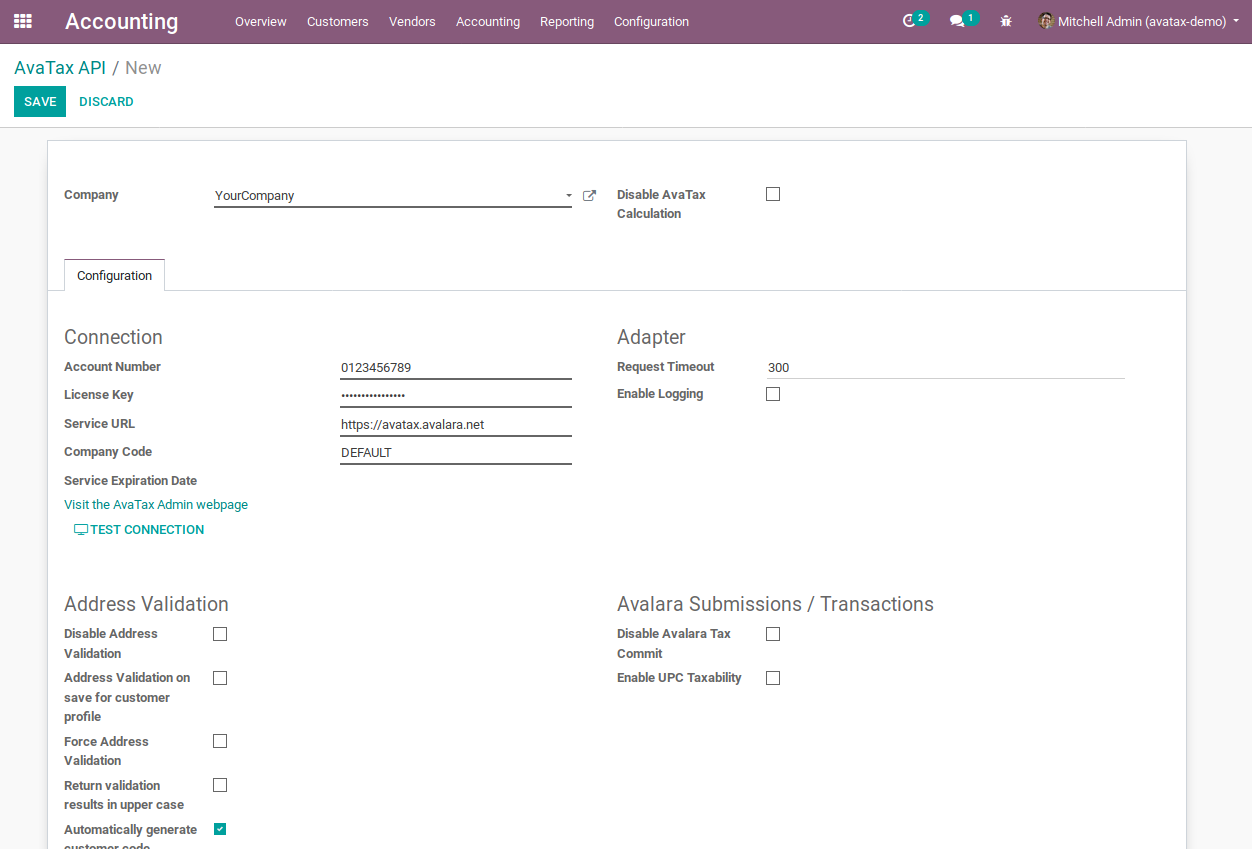 Accounting Overview Customers Vendors Accounting Reporting Configuration 2 1 Mitchell Admin (avatax-demo)
AvaTax API / New
SAVE DISCARD
Company YourCompany
Disable AvaTax
Calculation
Configuration
Connection
Account Number 0123456789
License Key ••••••••••••••••
Service URL https://avatax.avalara.net
Company Code DEFAULT
Service Expiration Date
Visit the AvaTax Admin webpage
TEST CONNECTION
Adapter
Request Timeout 300
Enable Logging
Address Validation
Disable Address
Validation
Address Validation on
save for customer
profile
Force Address
Validation
Return validation
results in upper case
Automatically generate
customer code
Avalara Submissions / Transactions
Disable Avalara Tax
Commit
Enable UPC Taxability